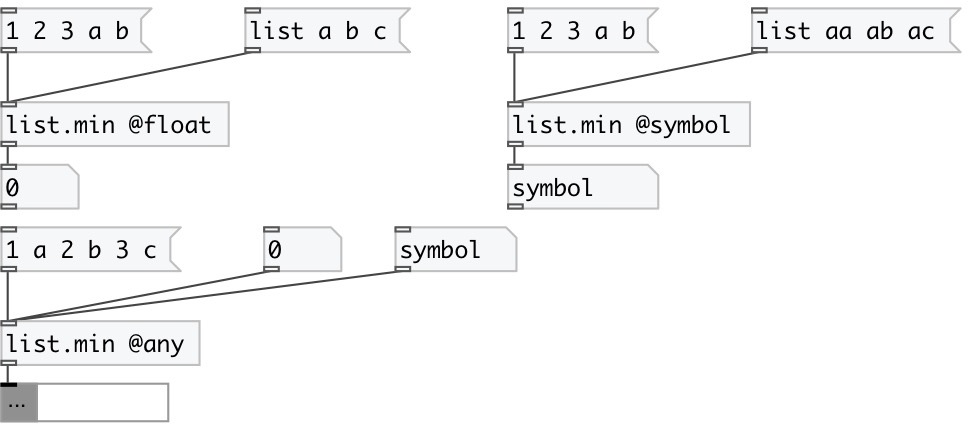 1 2 3 a b
list a b c
1 2 3 a b
list aa ab ac
list.min @float
list.min @symbol
0
symbol
1 a 2 b 3 c
0
symbol
list.min @any
...